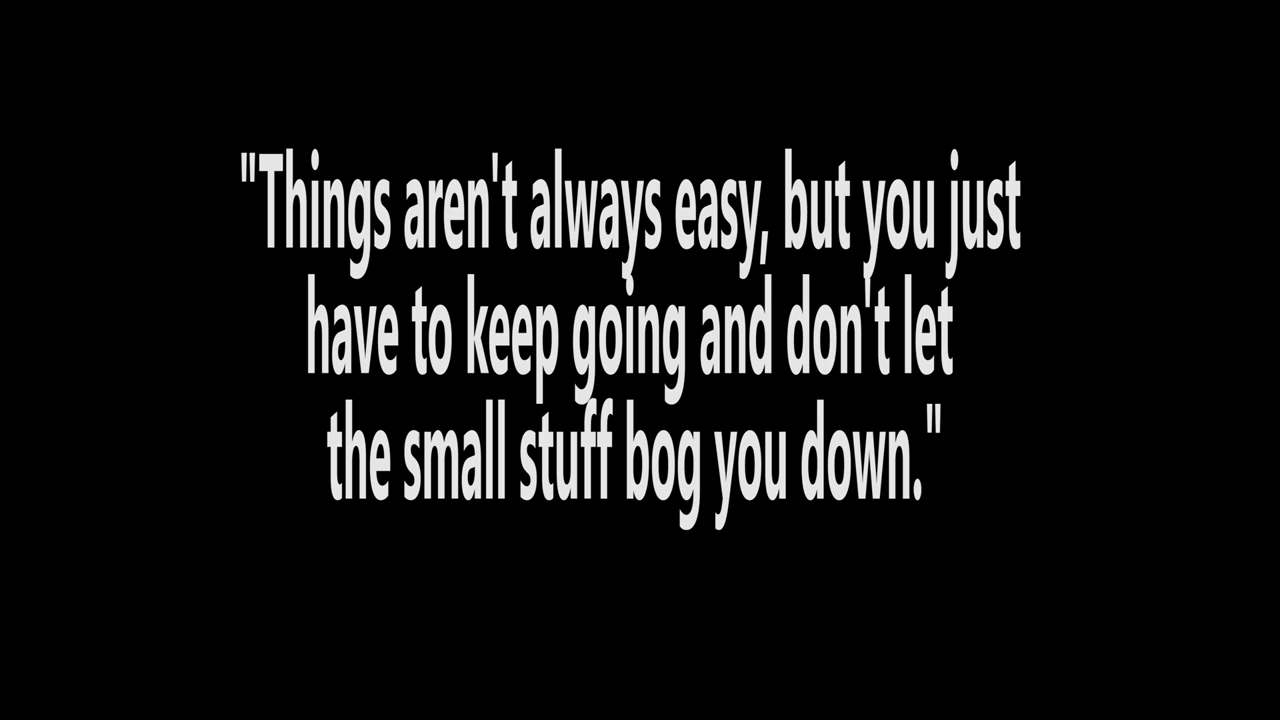 "Things aren't always easy, but you just
have to keep going and don't let
the small stuff bog you down."